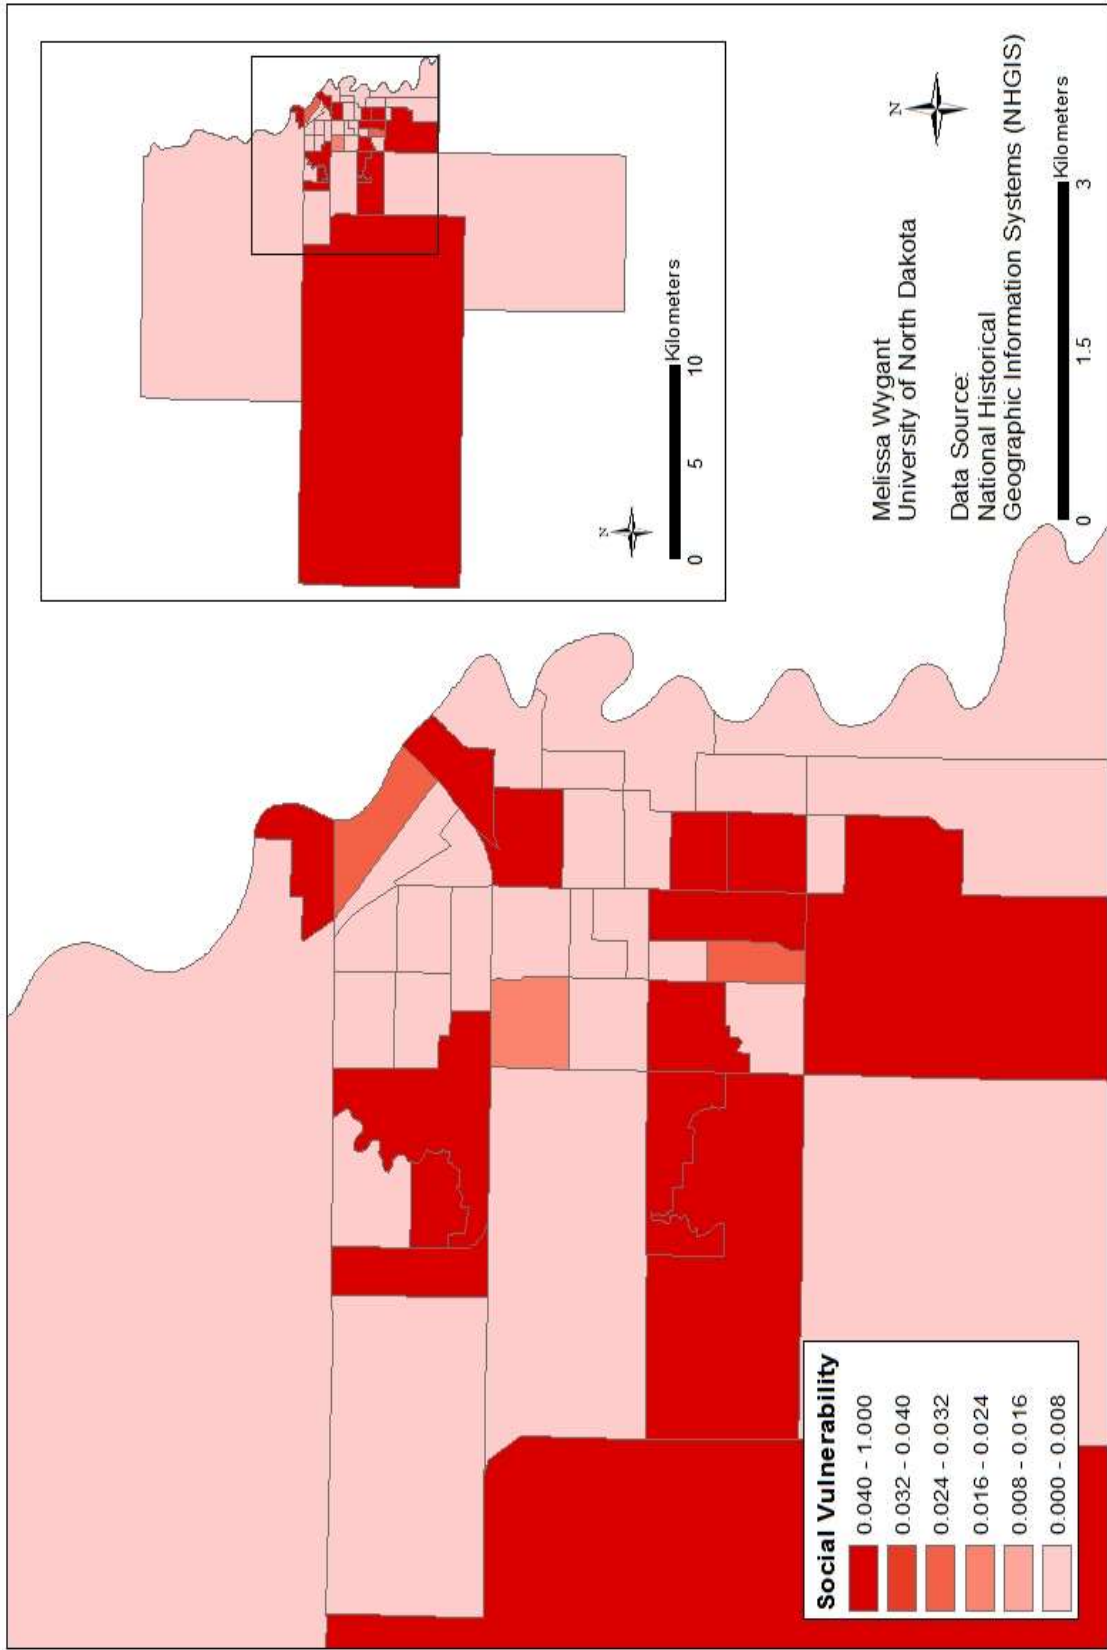 N
0
5
10
Kilometers
N
Melissa Wygant
University of North Dakota
Data Source:
National Historical
Geographic Information Systems (NHGIS)
0
1.5
3
Kilometers
Social Vulnerability
0.040 - 1.000
0.032 - 0.040
0.024 - 0.032
0.016 - 0.024
0.008 - 0.016
0.000 - 0.008